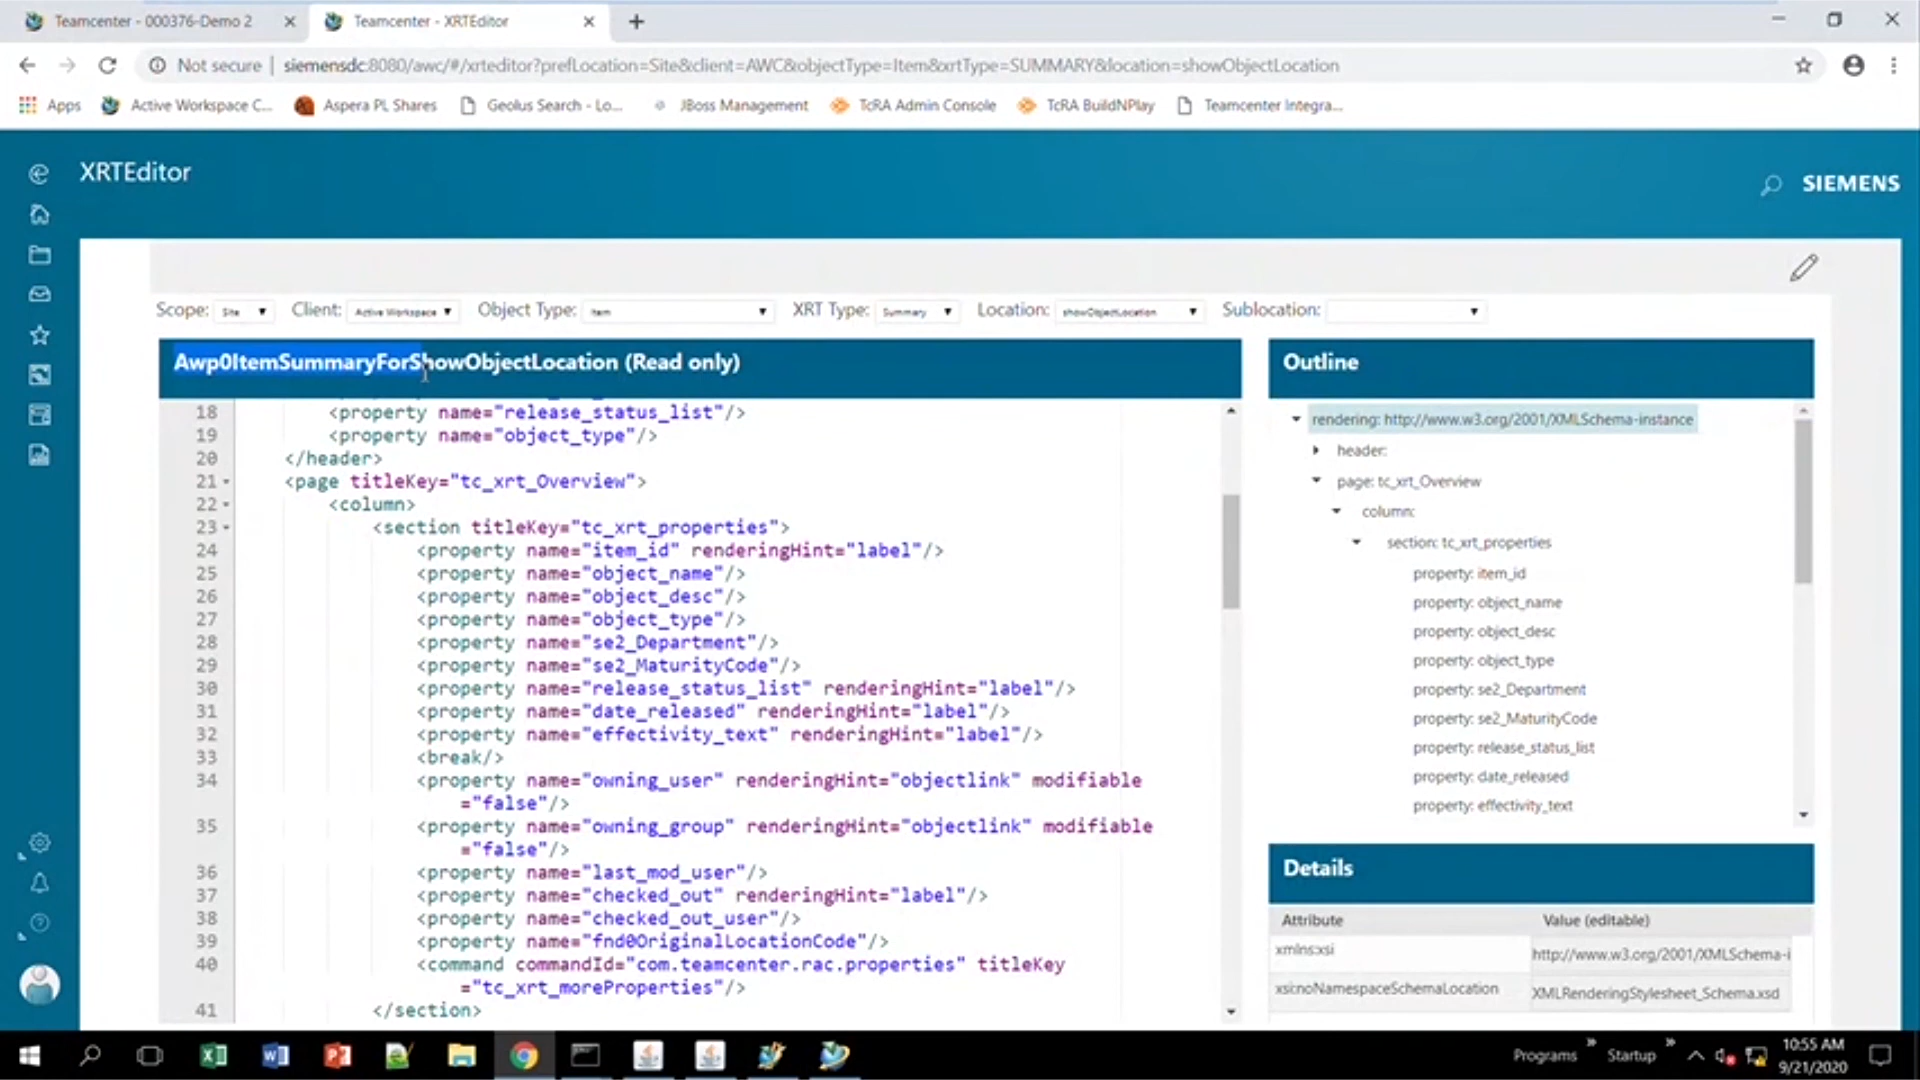 Teamcenter - 000376-Demo 2
Teamcenter - XRTEditor
Not secure | siemensdc:8080/awc/#/xrteditor?prefLocation=Site&client=AWC&objectType=Item&xrtType=SUMMARY&location=showObjectLocation
Apps Active Workspace C... Aspera PL Shares Geolus Search - Lo... JBoss Management TcRA Admin Console TcRA BuildNPlay Teamcenter Integra...
XRTEditor
SIEMENS
Scope: Site Client: Active Workspace Object Type: Item XRT Type: Summary Location: showObjectLocation Sublocation:
Awp0ItemSummaryForShowObjectLocation (Read only)
18 <property name="release_status_list"/>
19 <property name="object_type"/>
20 </header>
21 <page titleKey="tc_xrt_Overview">
22 <column>
23 <section titleKey="tc_xrt_properties">
24 <property name="item_id" renderingHint="label"/>
25 <property name="object_name"/>
26 <property name="object_desc"/>
27 <property name="object_type"/>
28 <property name="se2_Department"/>
29 <property name="se2_MaturityCode"/>
30 <property name="release_status_list" renderingHint="label"/>
31 <property name="date_released" renderingHint="label"/>
32 <property name="effectivity_text" renderingHint="label"/>
33 <break/>
34 <property name="owning_user" renderingHint="objectlink" modifiable
="false"/>
35 <property name="owning_group" renderingHint="objectlink" modifiable
="false"/>
36 <property name="last_mod_user"/>
37 <property name="checked_out" renderingHint="label"/>
38 <property name="checked_out_user"/>
39 <property name="fnd0OriginalLocationCode"/>
40 <command commandId="com.teamcenter.rac.properties" titleKey
="tc_xrt_moreProperties"/>
41 </section>
Outline
rendering: http://www.w3.org/2001/XMLSchema-instance
header:
page: tc_xrt_Overview
column:
section: tc_xrt_properties
property: item_id
property: object_name
property: object_desc
property: object_type
property: se2_Department
property: se2_MaturityCode
property: release_status_list
property: date_released
property: effectivity_text
Details
Attribute Value (editable)
xmlns:xsi http://www.w3.org/2001/XMLSchema-i
xsi:noNamespaceSchemaLocation XMLRenderingStylesheet_Schema.xsd
Programs Startup 10:55 AM
9/21/2020